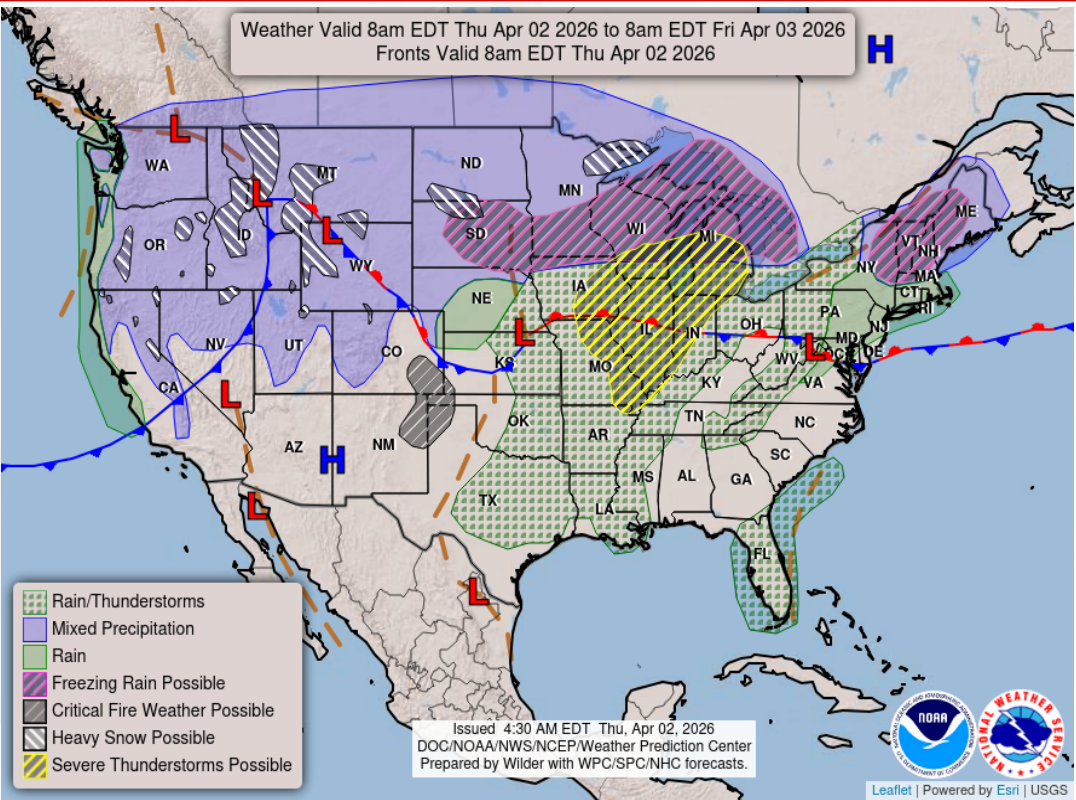 Weather Valid 8am EDT Thu Apr 02 2026 to 8am EDT Fri Apr 03 2026
Fronts Valid 8am EDT Thu Apr 02 2026
H
L
WA
MT
ND
MN
ME
L
OR
ID
L
SD
WI
MI
VT
NH
WY
NY
MA
CT
RI
NE
IA
PA
NJ
NV
UT
CO
KS
L
IL
IN
OH
MD
DE
L
WV
CA
L
MO
KY
VA
AZ
NM
OK
AR
TN
NC
H
SC
MS
AL
GA
TX
LA
L
FL
L
Rain/Thunderstorms
Mixed Precipitation
Rain
Freezing Rain Possible
Critical Fire Weather Possible
Heavy Snow Possible
Severe Thunderstorms Possible
Issued 4:30 AM EDT Thu, Apr 02, 2026
DOC/NOAA/NWS/NCEP/Weather Prediction Center
Prepared by Wilder with WPC/SPC/NHC forecasts.
NOAA
NATIONAL WEATHER SERVICE
Leaflet | Powered by Esri | USGS